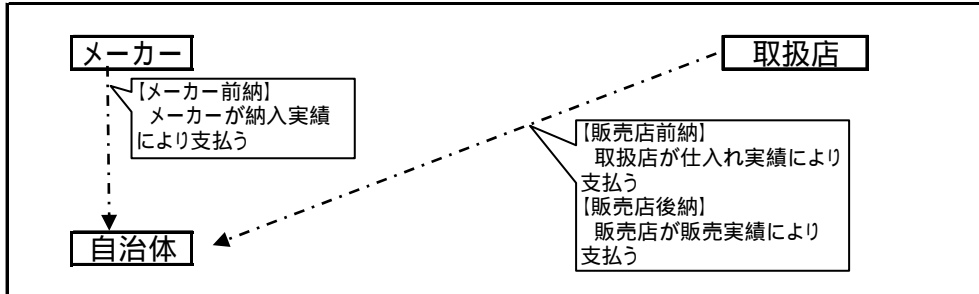 メーカー
取扱店
【メーカー前納】
メーカーが納入実績
により支払う
【販売店前納】
取扱店が仕入れ実績により
支払う
【販売店後納】
販売店が販売実績により
支払う
自治体